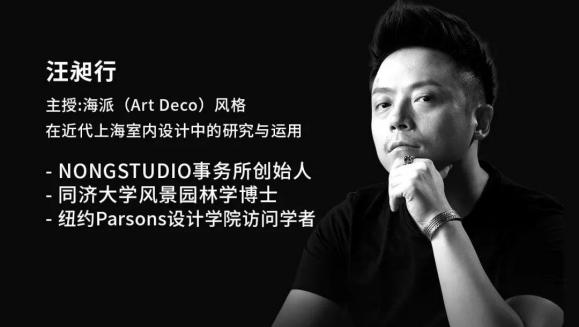 汪昶行
主授:海派（Art Deco）风格
在近代上海室内设计中的研究与运用
- NONGSTUDIO事务所创始人
- 同济大学风景园林学博士
- 纽约Parsons设计学院访问学者